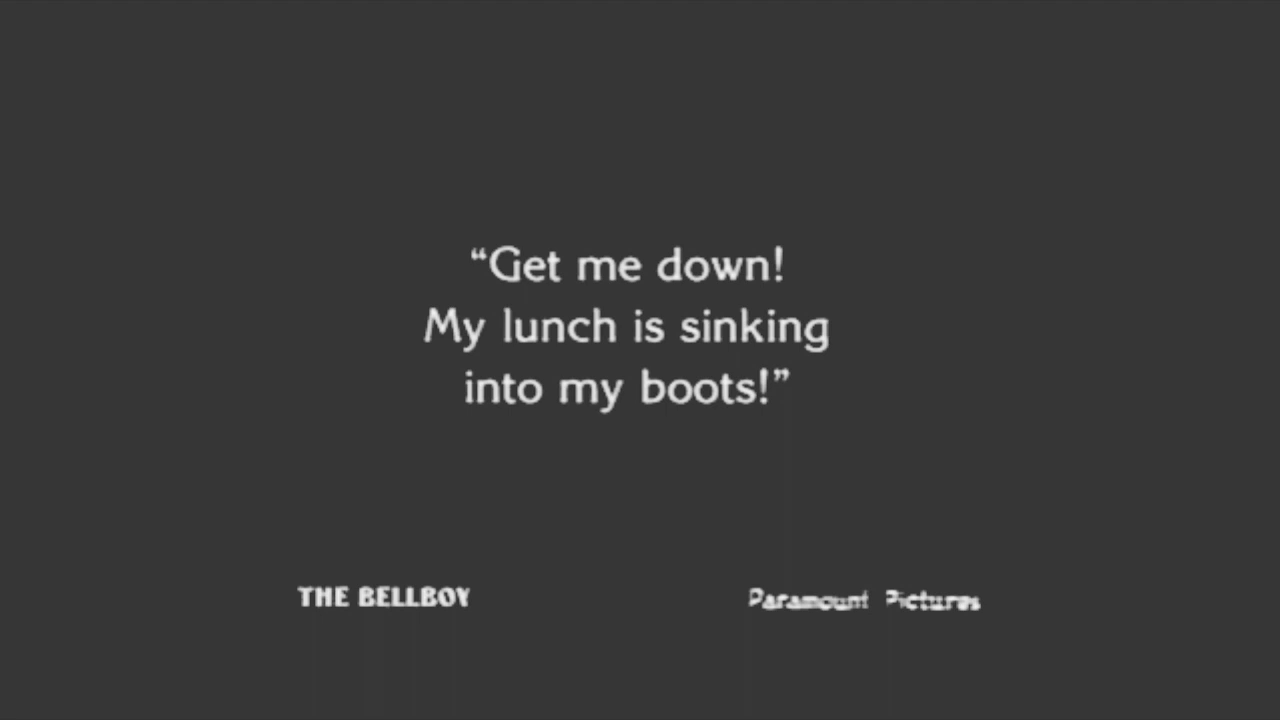 “Get me down!
My lunch is sinking
into my boots!”
THE BELLBOY
Paramount Pictures